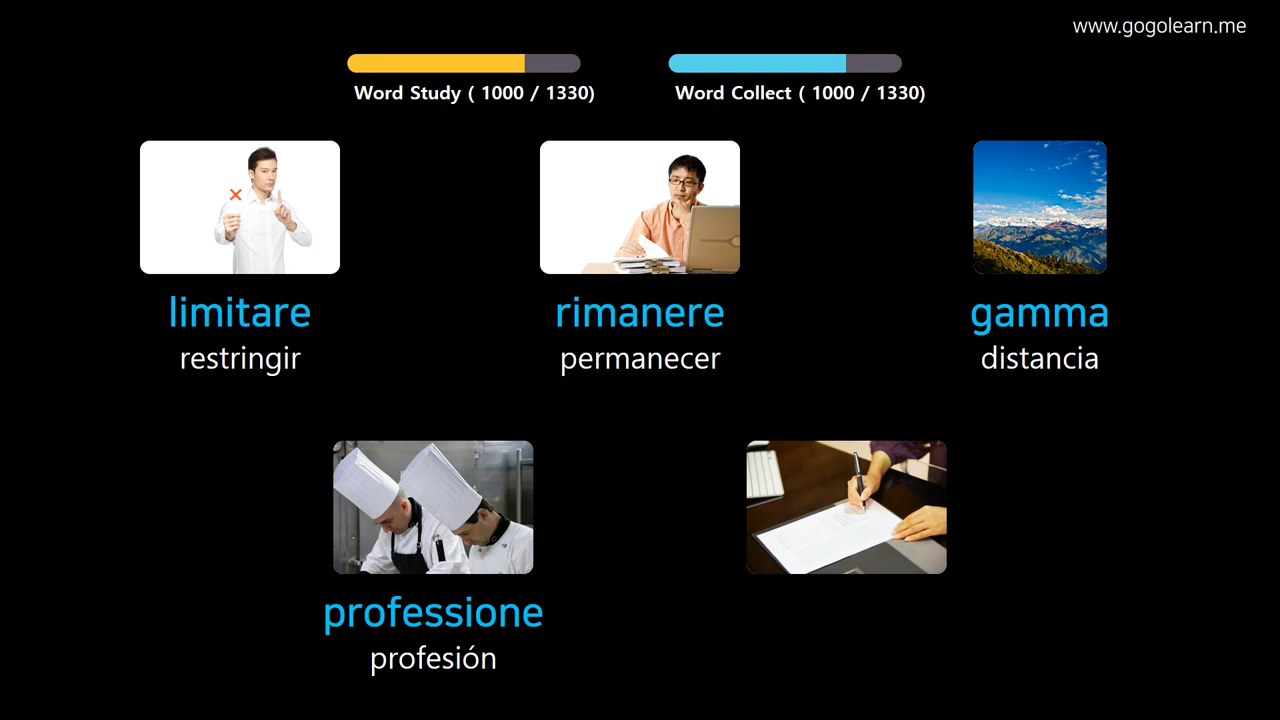 www.gogolearn.me
Word Study ( 1000 / 1330)
Word Collect ( 1000 / 1330)
limitare
restringir
rimanere
permanecer
gamma
distancia
professione
profesión